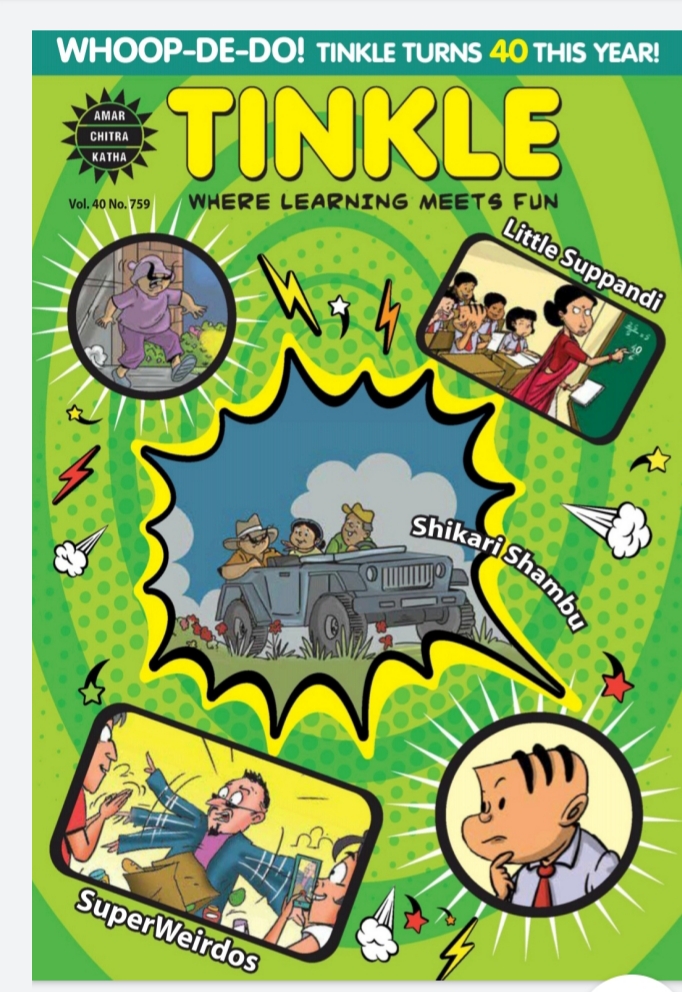 WHOOP-DE-DO! TINKLE TURNS 40 THIS YEAR!
AMAR
CHITRA
KATHA
TINKLE
WHERE LEARNING MEETS FUN
Vol. 40 No. 759
Little Suppandi
Shikari Shambu
SuperWeirdos